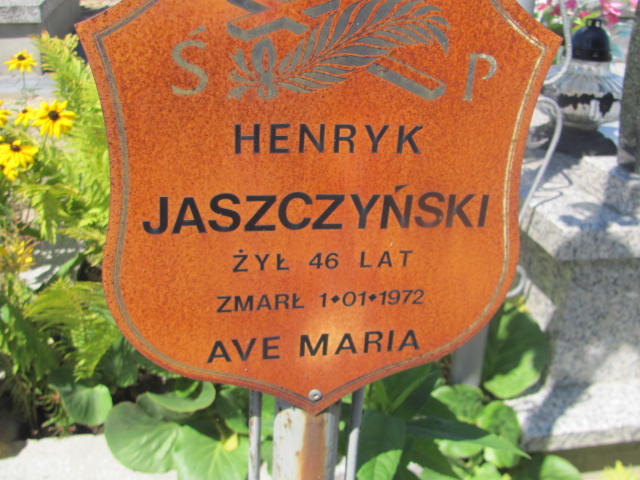 Ś P
HENRYK
JASZCZYŃSKI
ŻYŁ 46 LAT
ZMARŁ 1•01•1972
AVE MARIA